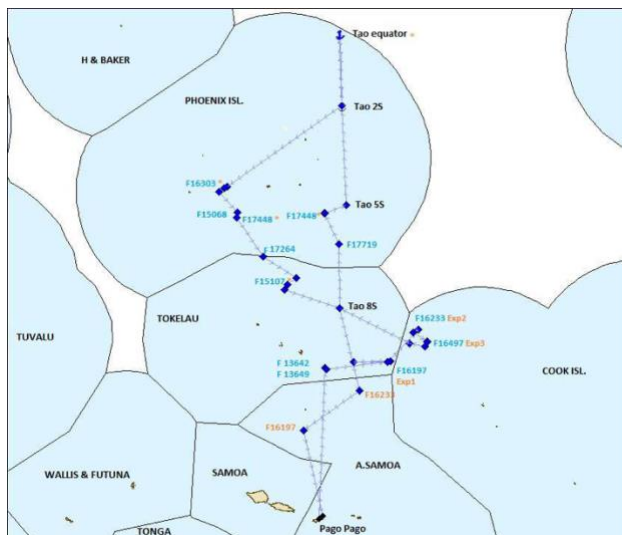 Tao equator
H & BAKER
PHOENIX ISL.
Tao 2S
F16303
F15068
F17448
F17448
Tao 5S
F 17264
F17719
F15107
TOKELAU
Tao 8S
TUVALU
F16233 Exp2
F16497 Exp3
F 13642
F 13649
F16197
Exp1
COOK ISL.
F16233
F16197
WALLIS & FUTUNA
SAMOA
A.SAMOA
Pago Pago
TONGA